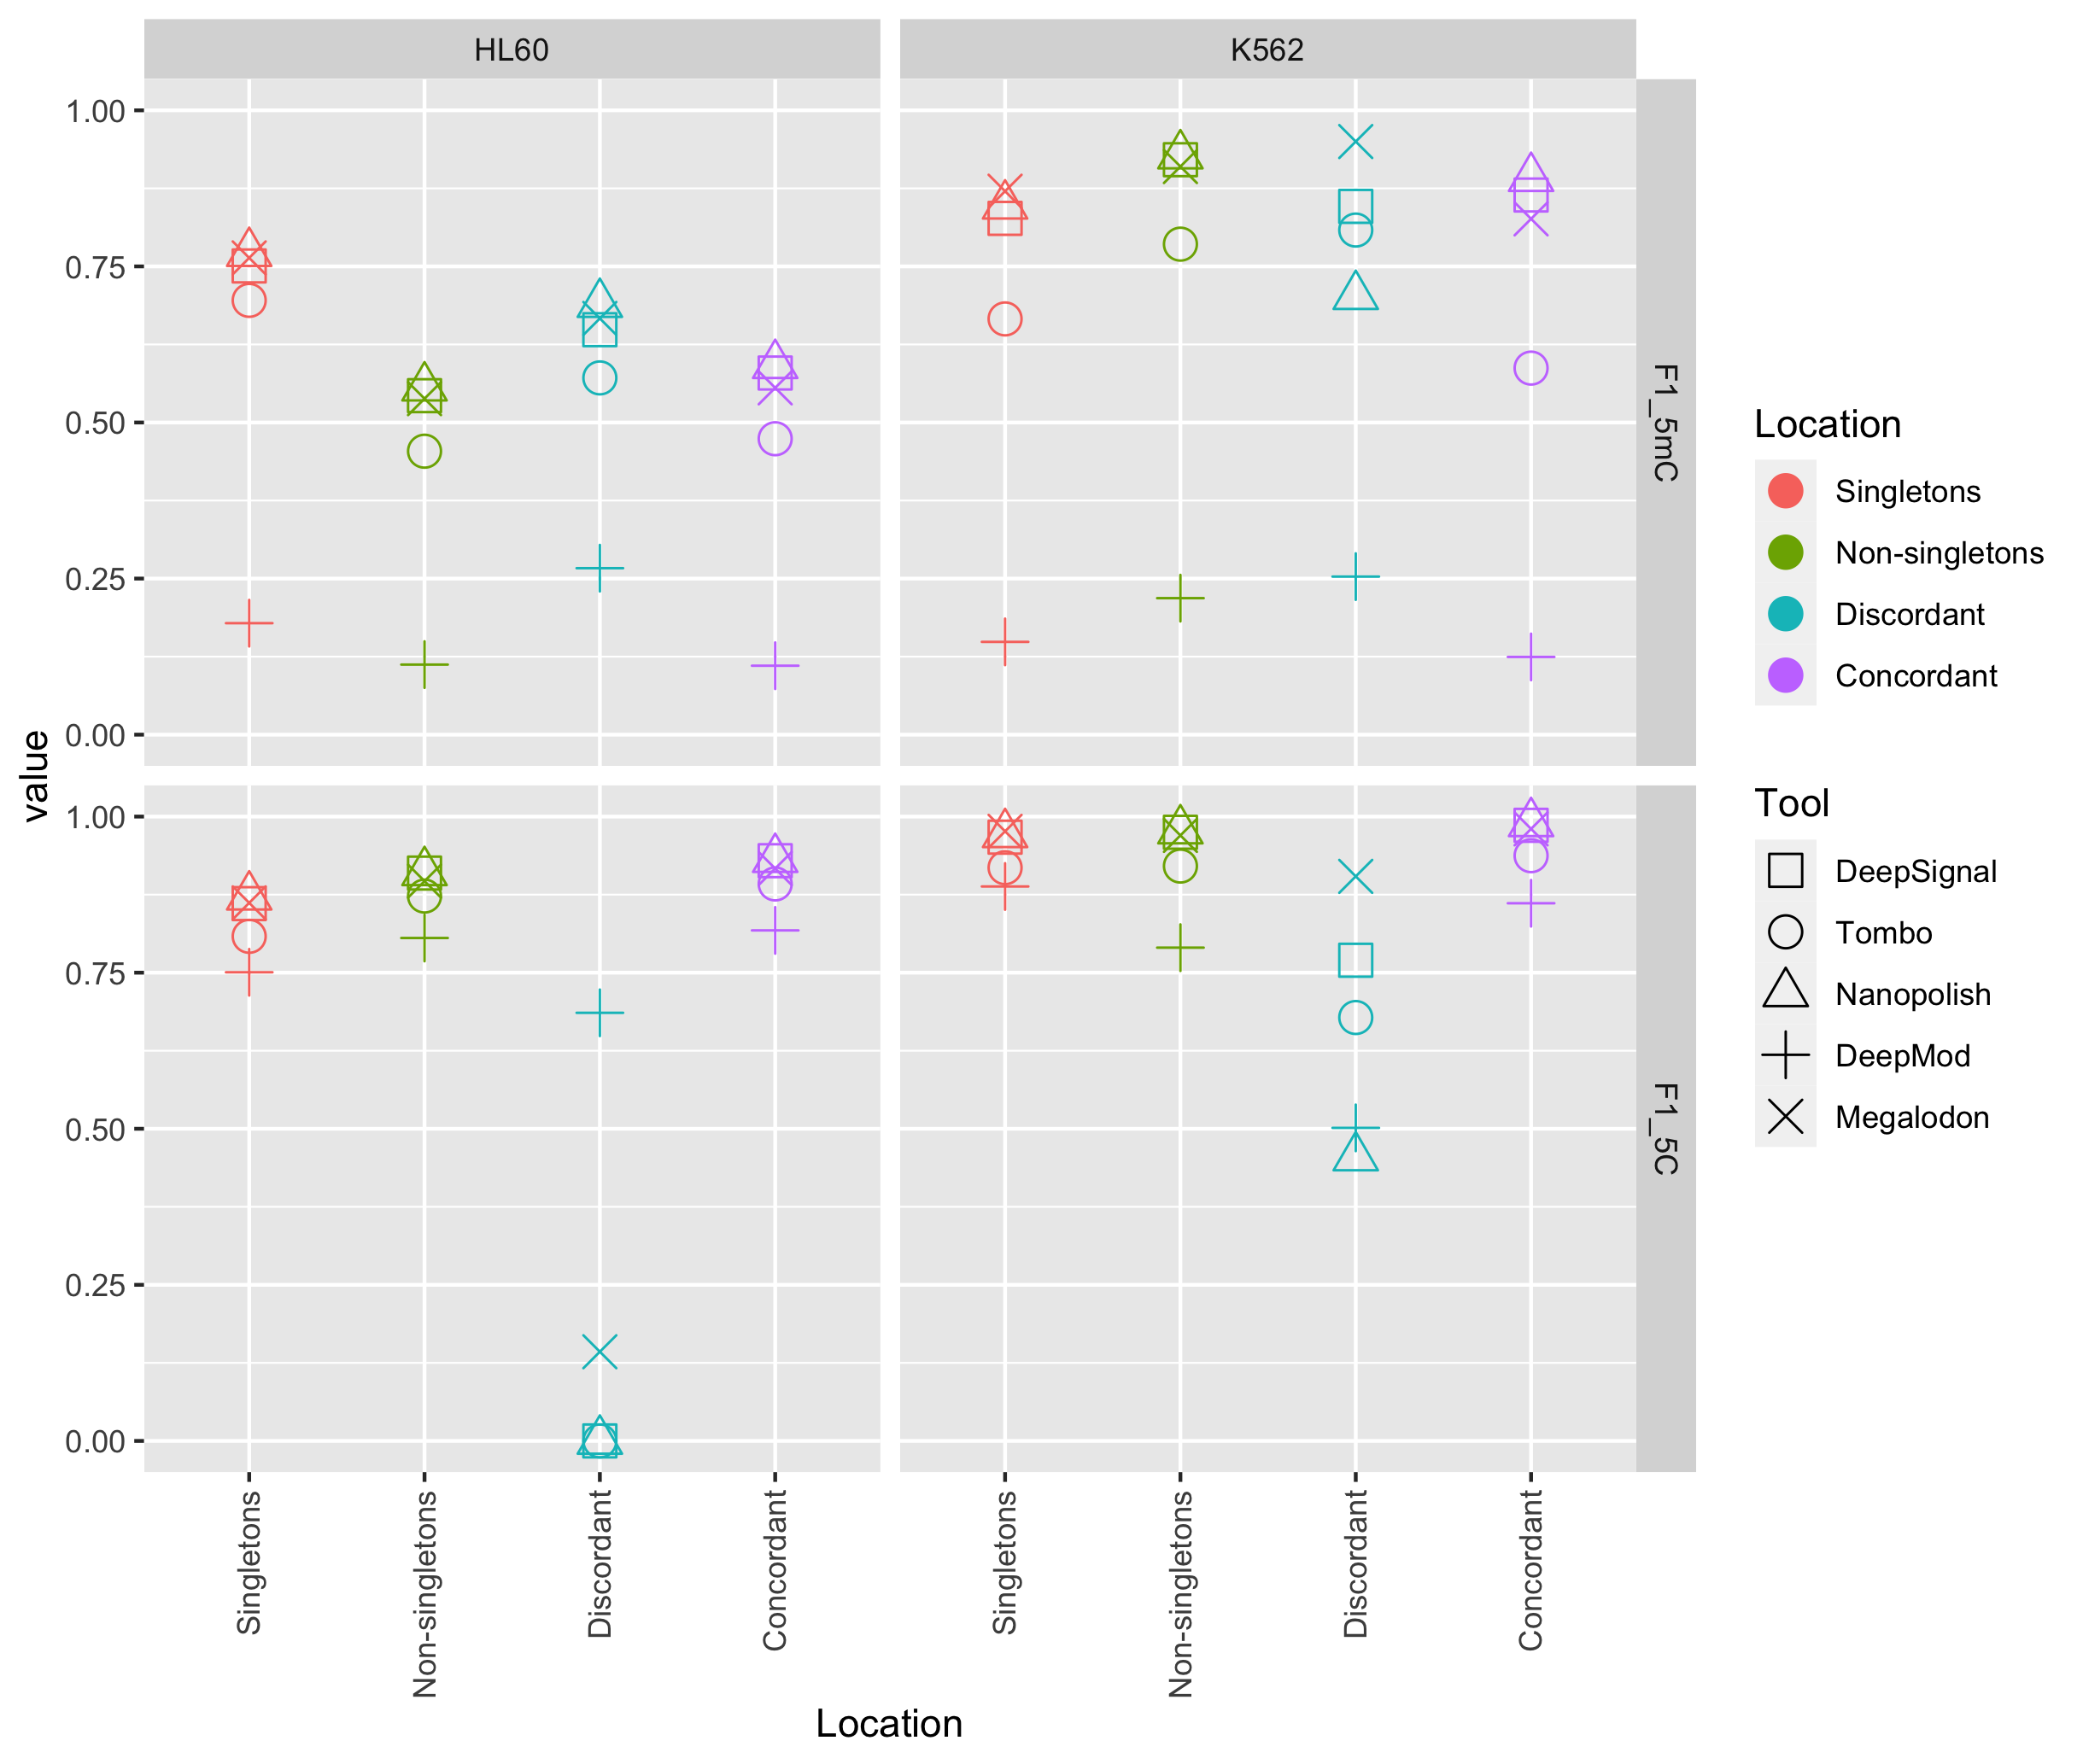 HL60
K562
1.00
0.75
0.50
0.25
0.00
F1_5mC
value
1.00
0.75
0.50
0.25
0.00
F1_5C
Singletons
Non-singletons
Discordant
Concordant
Singletons
Non-singletons
Discordant
Concordant
Location
Location
Singletons
Non-singletons
Discordant
Concordant
Tool
DeepSignal
Tombo
Nanopolish
DeepMod
Megalodon